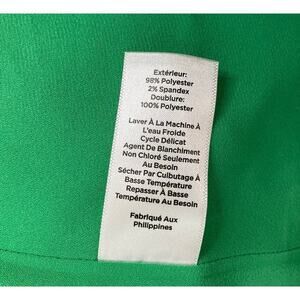 Extérieur:
98% Polyester
2% Spandex
Doublure:
100% Polyester
Laver À La Machine À
L'eau Froide
Cycle Délicat
Agent De Blanchiment
Non Chloré Seulement
Au Besoin
Sécher Par Culbutage À
Basse Température
Repasser À Basse
Température Au Besoin
Fabriqué Aux
Philippines